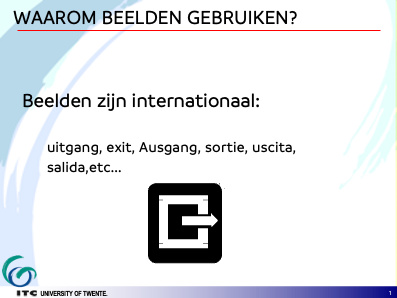 WAAROM BEELDEN GEBRUIKEN?
Beelden zijn internationaal:
uitgang, exit, Ausgang, sortie, uscita,
salida,etc...
ITC UNIVERSITY OF TWENTE.
1